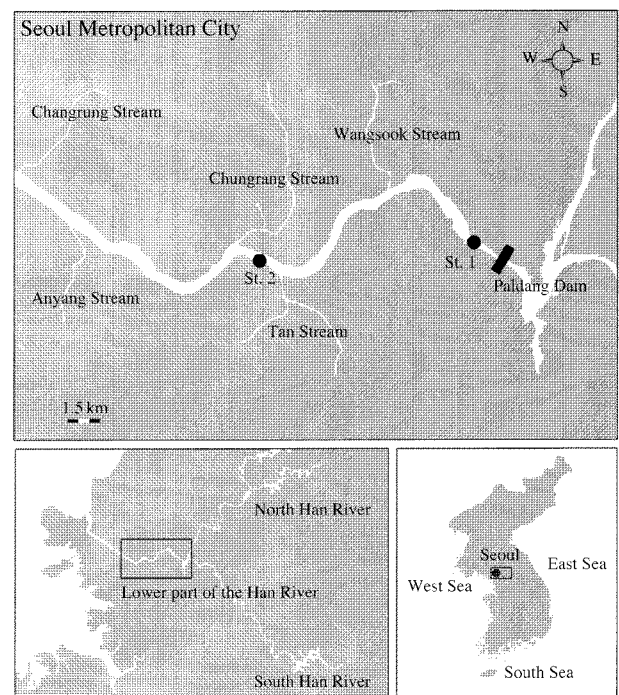 Seoul Metropolitan City
N
W
E
S
Changrung Stream
Wangsook Stream
Chungrang Stream
St. 1
St. 2
Paldang Dam
Anyang Stream
Tan Stream
1.5 km
North Han River
Lower part of the Han River
South Han River
Seoul
East Sea
West Sea
South Sea